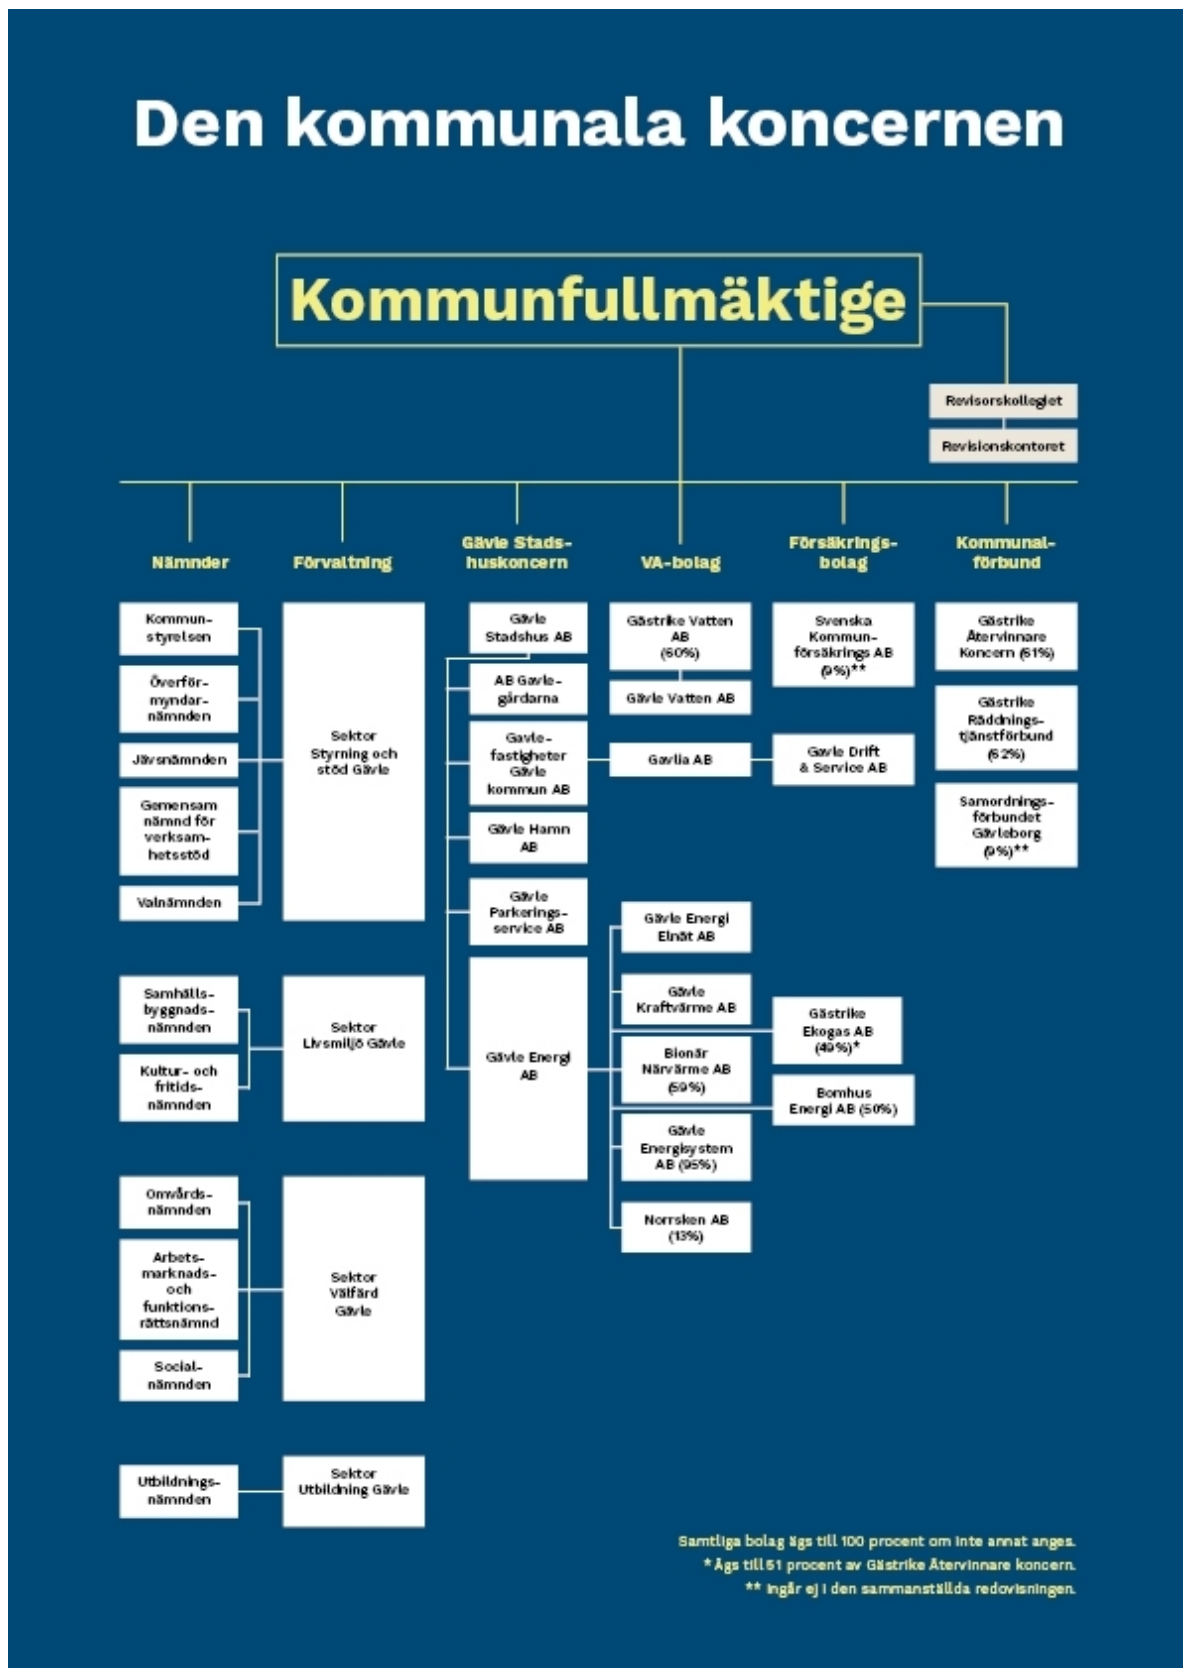 Den kommunala koncernen
Kommunfullmäktige
Revisorskollegiet
Revisionskontoret
Nämnder
Förvaltning
Gävle Stads-
huskoncern
VA-bolag
Försäkrings-
bolag
Kommunal-
förbund
Kommun-
styrelsen
Överför-
myndar-
nämnden
Jävsnämnden
Gemensam
nämnd för
verksam-
hetsstöd
Valnämnden
Sektor
Styrning och
stöd Gävle
Samhälls-
byggnads-
nämnden
Kultur- och
fritids-
nämnden
Sektor
Livsmiljö Gävle
Omvårds-
nämnden
Arbets-
marknads-
och
funktions-
rättsnämnd
Social-
nämnden
Sektor
Välfärd
Gävle
Utbildnings-
nämnden
Sektor
Utbildning Gävle
Gävle
Stadshus AB
AB Gavle-
gårdarna
Gavle-
fastigheter
Gävle
kommun AB
Gävle Hamn
AB
Gävle
Parkerings-
service AB
Gävle Energi
AB
Gästrike Vatten
AB
(60%)
Gävle Vatten AB
Gavlia AB
Gävle Energi
Elnät AB
Gävle
Kraftvärme AB
Bionär
Närvärme AB
(59%)
Gävle
Energisystem
AB (95%)
Norrsken AB
(13%)
Svenska
Kommun-
försäkrings AB
(9%)**
Gavle Drift
& Service AB
Gästrike
Ekogas AB
(49%)*
Bomhus
Energi AB (50%)
Gästrike
Återvinnare
Koncern (61%)
Gästrike
Räddnings-
tjänstförbund
(62%)
Samordnings-
förbundet
Gävleborg
(9%)**
Samtliga bolag ägs till 100 procent om inte annat anges.
* Ägs till 51 procent av Gästrike Återvinnare koncern.
** Ingår ej i den sammanställda redovisningen.